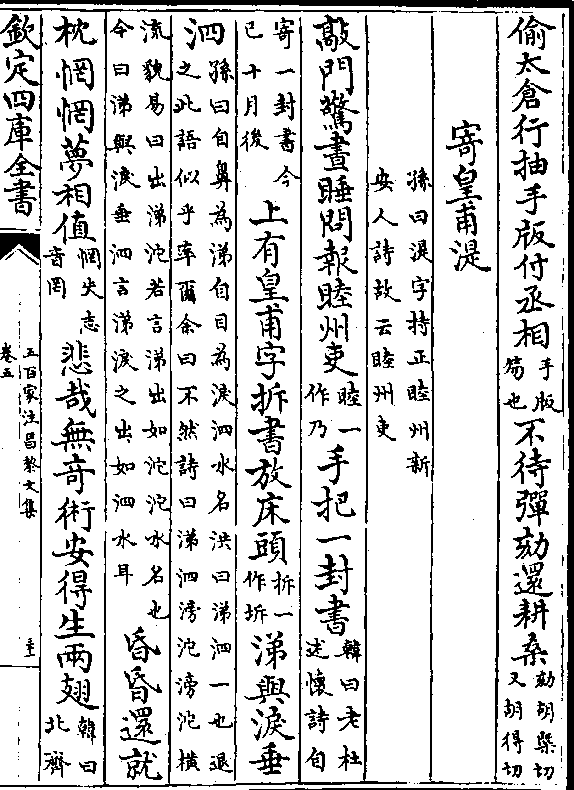 偷太倉行抽手版付丞相手版笏也不待彈劾還耕桑劾胡槩切又胡得切
寄皇甫湜
孫曰湜字持正睦州新安人詩故云睦州吏
敲門驚晝睡問報睦州吏睦一作乃手把一封書韓曰老杜述懷詩自
寄一封書今已十月後上有皇甫字拆書放床頭拆一作坼涕與淚垂
泗孫曰自鼻為涕自目為淚泗水名洪曰涕泗一也退之此語似乎率爾余曰不然詩曰涕泗滂沱滂沱橫
流貌易曰出涕沱若言涕出如沱沱水名也今曰涕與淚垂泗言涕淚之出如泗水耳昏昏還就
枕惘惘夢相值惘失志音罔悲哉無奇術安得生兩翅韓曰北齊
欽定四庫全書
五百家注昌黎文集
卷五